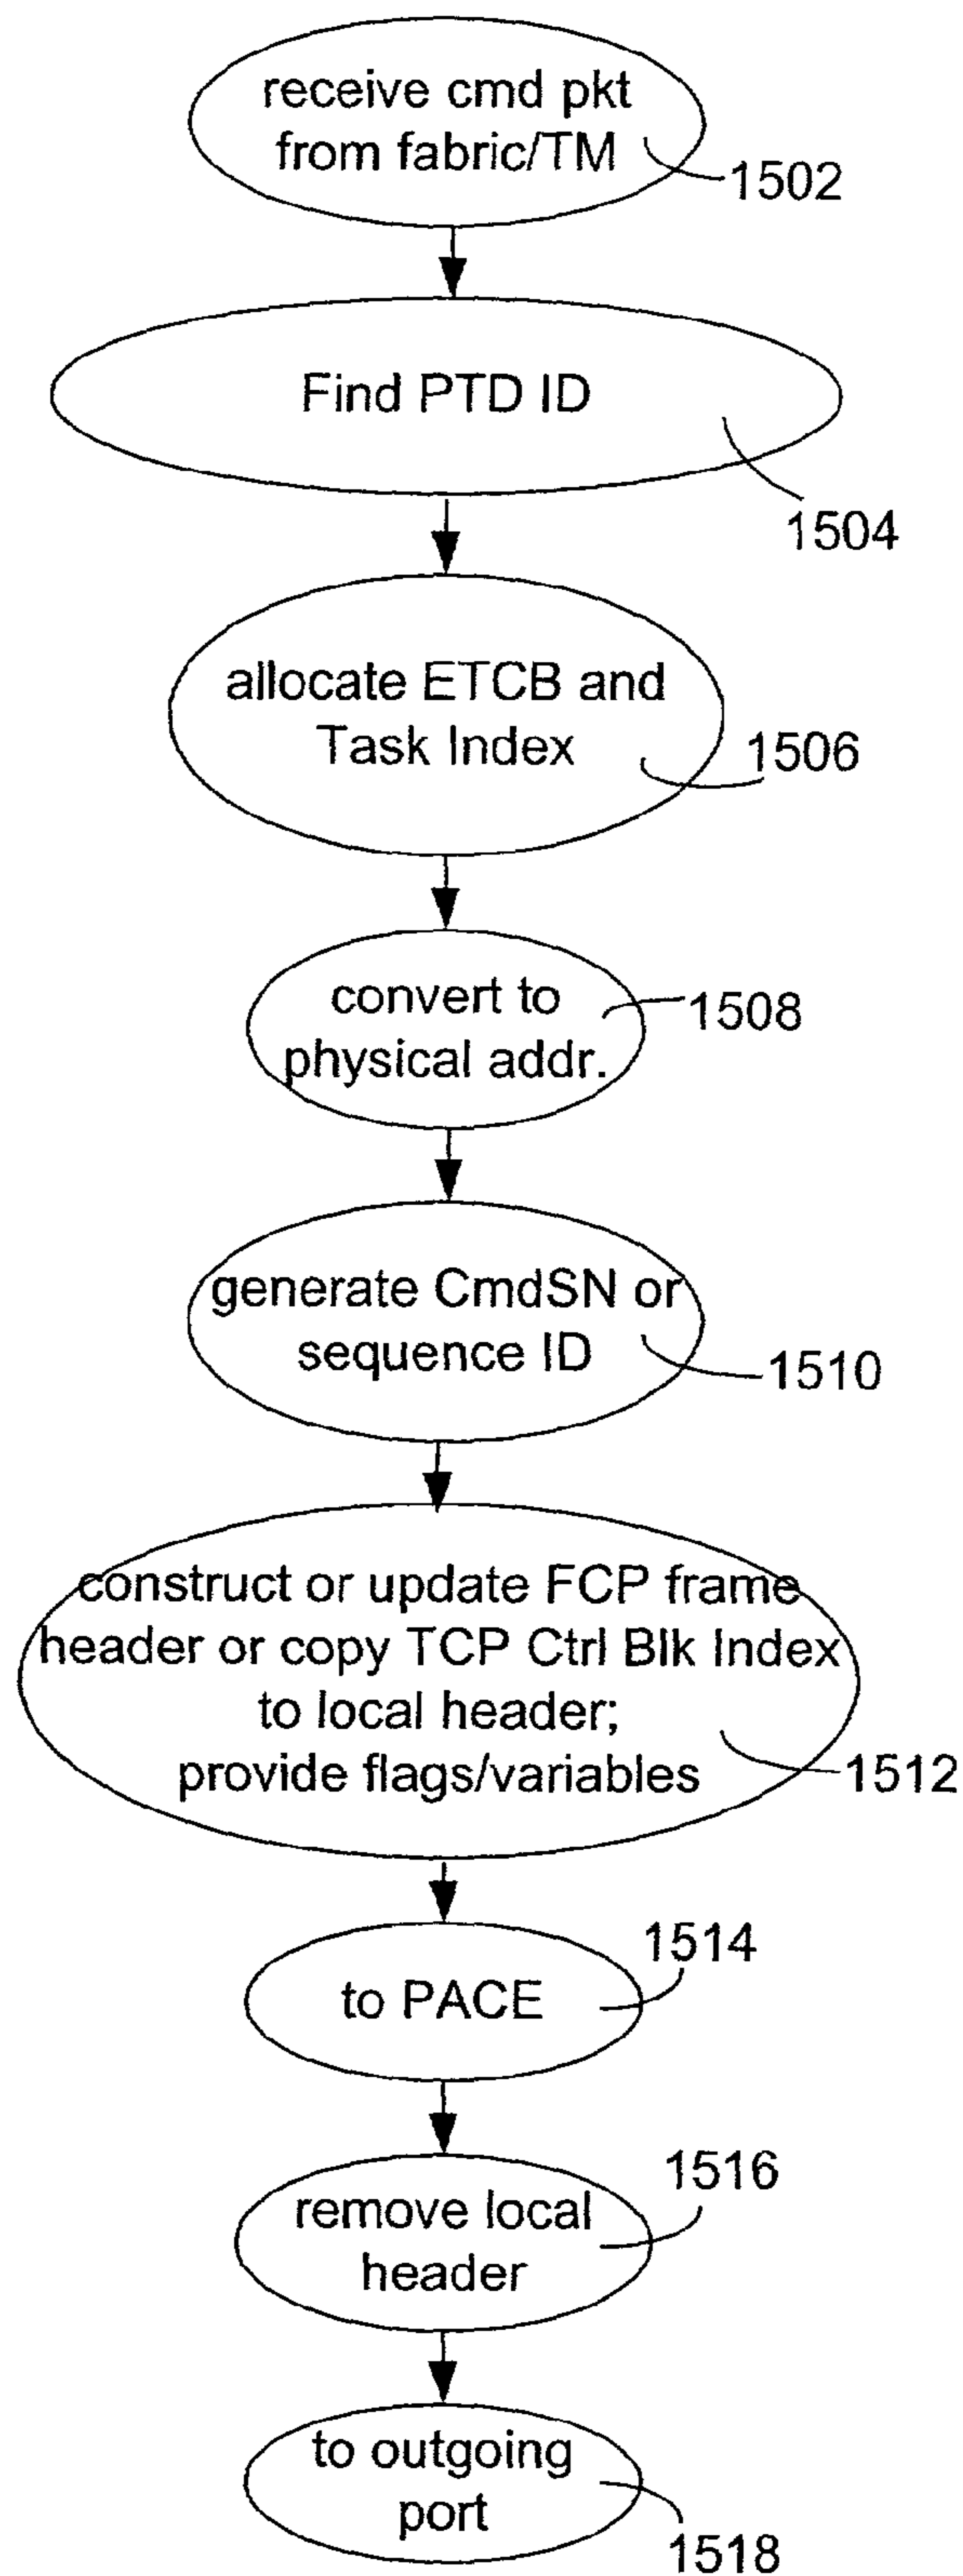 receive cmd pkt
from fabric/TM
1502
Find PTD ID
1504
allocate ETCB and
Task Index
1506
convert to
physical addr.
1508
generate CmdSN or
sequence ID
1510
construct or update FCP frame
header or copy TCP Ctrl Blk Index
to local header;
provide flags/variables
1512
to PACE
1514
remove local
header
1516
to outgoing
port
1518